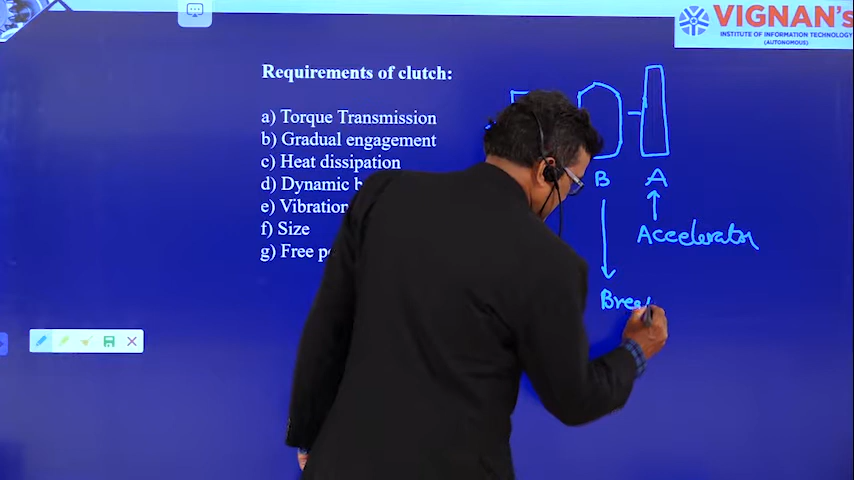 VIGNAN's
INSTITUTE OF INFORMATION TECHNOLOGY
(AUTONOMOUS)
Requirements of clutch:
a) Torque Transmission
b) Gradual engagement
c) Heat dissipation
d) Dynamic
e) Vibration
f) Size
g) Free
B A
Accelerator